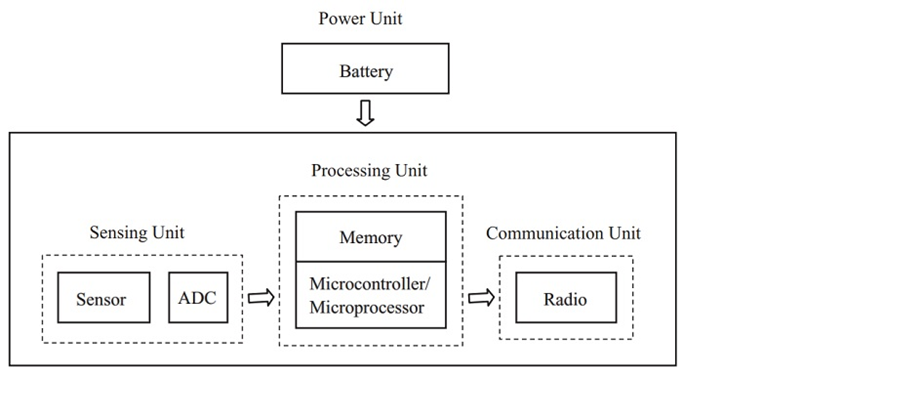 Power Unit
Battery
Processing Unit
Sensing Unit
Communication Unit
Memory
Sensor
ADC
Microcontroller/
Microprocessor
Radio